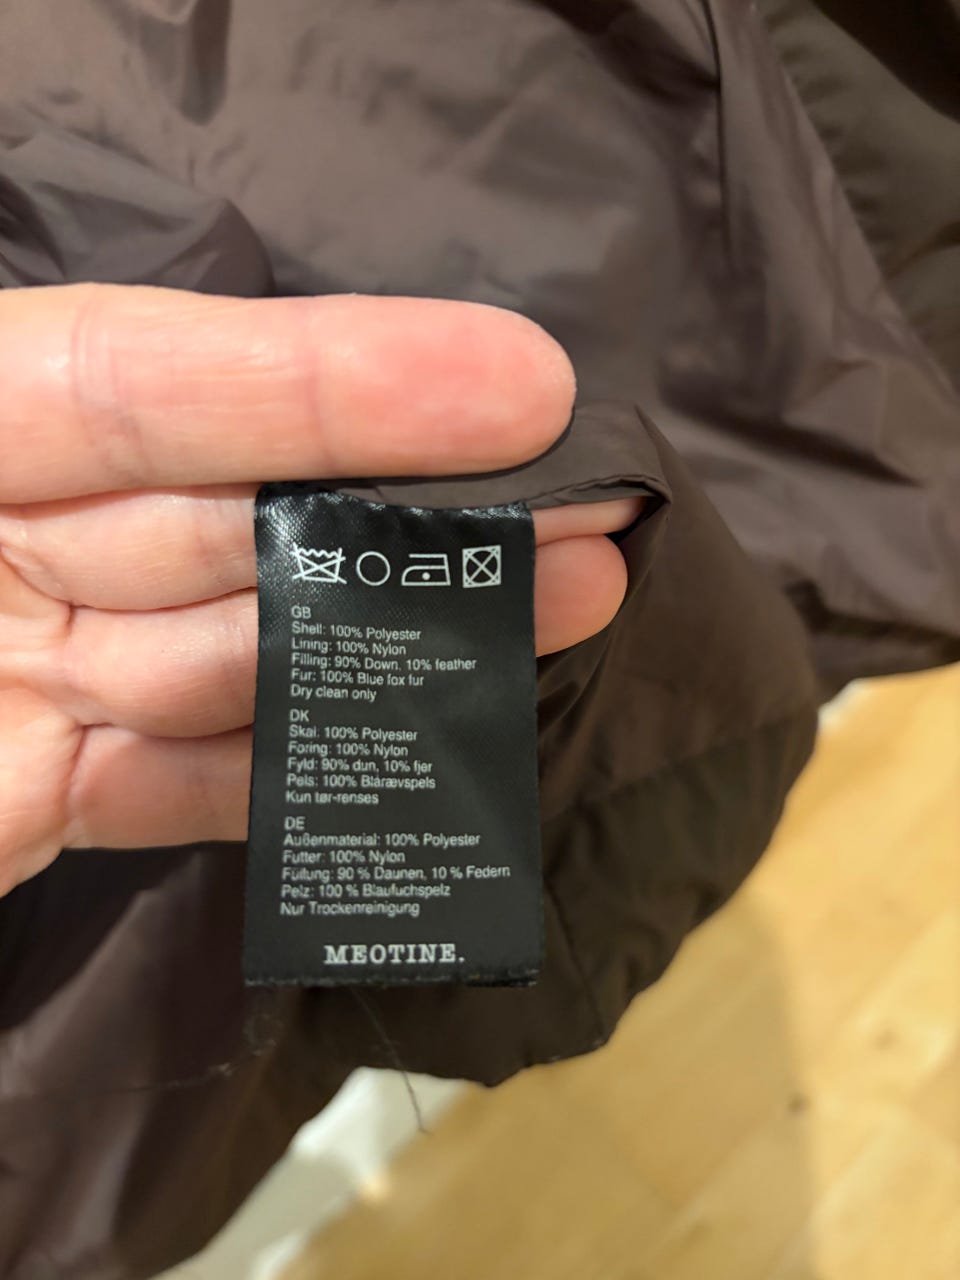 GB
Shell: 100% Polyester
Lining: 100% Nylon
Filling: 90% Down, 10% feather
Fur: 100% Blue fox fur
Dry clean only
DK
Skal: 100% Polyester
Foring: 100% Nylon
Fyld: 90% dun, 10% fjer
Pels: 100% Blårævspels
Kun tør-renses
DE
Außenmaterial: 100% Polyester
Futter: 100% Nylon
Füllung: 90 % Daunen, 10 % Federn
Pelz: 100 % Blaufuchspelz
Nur Trockenreinigung
MEOTINE.